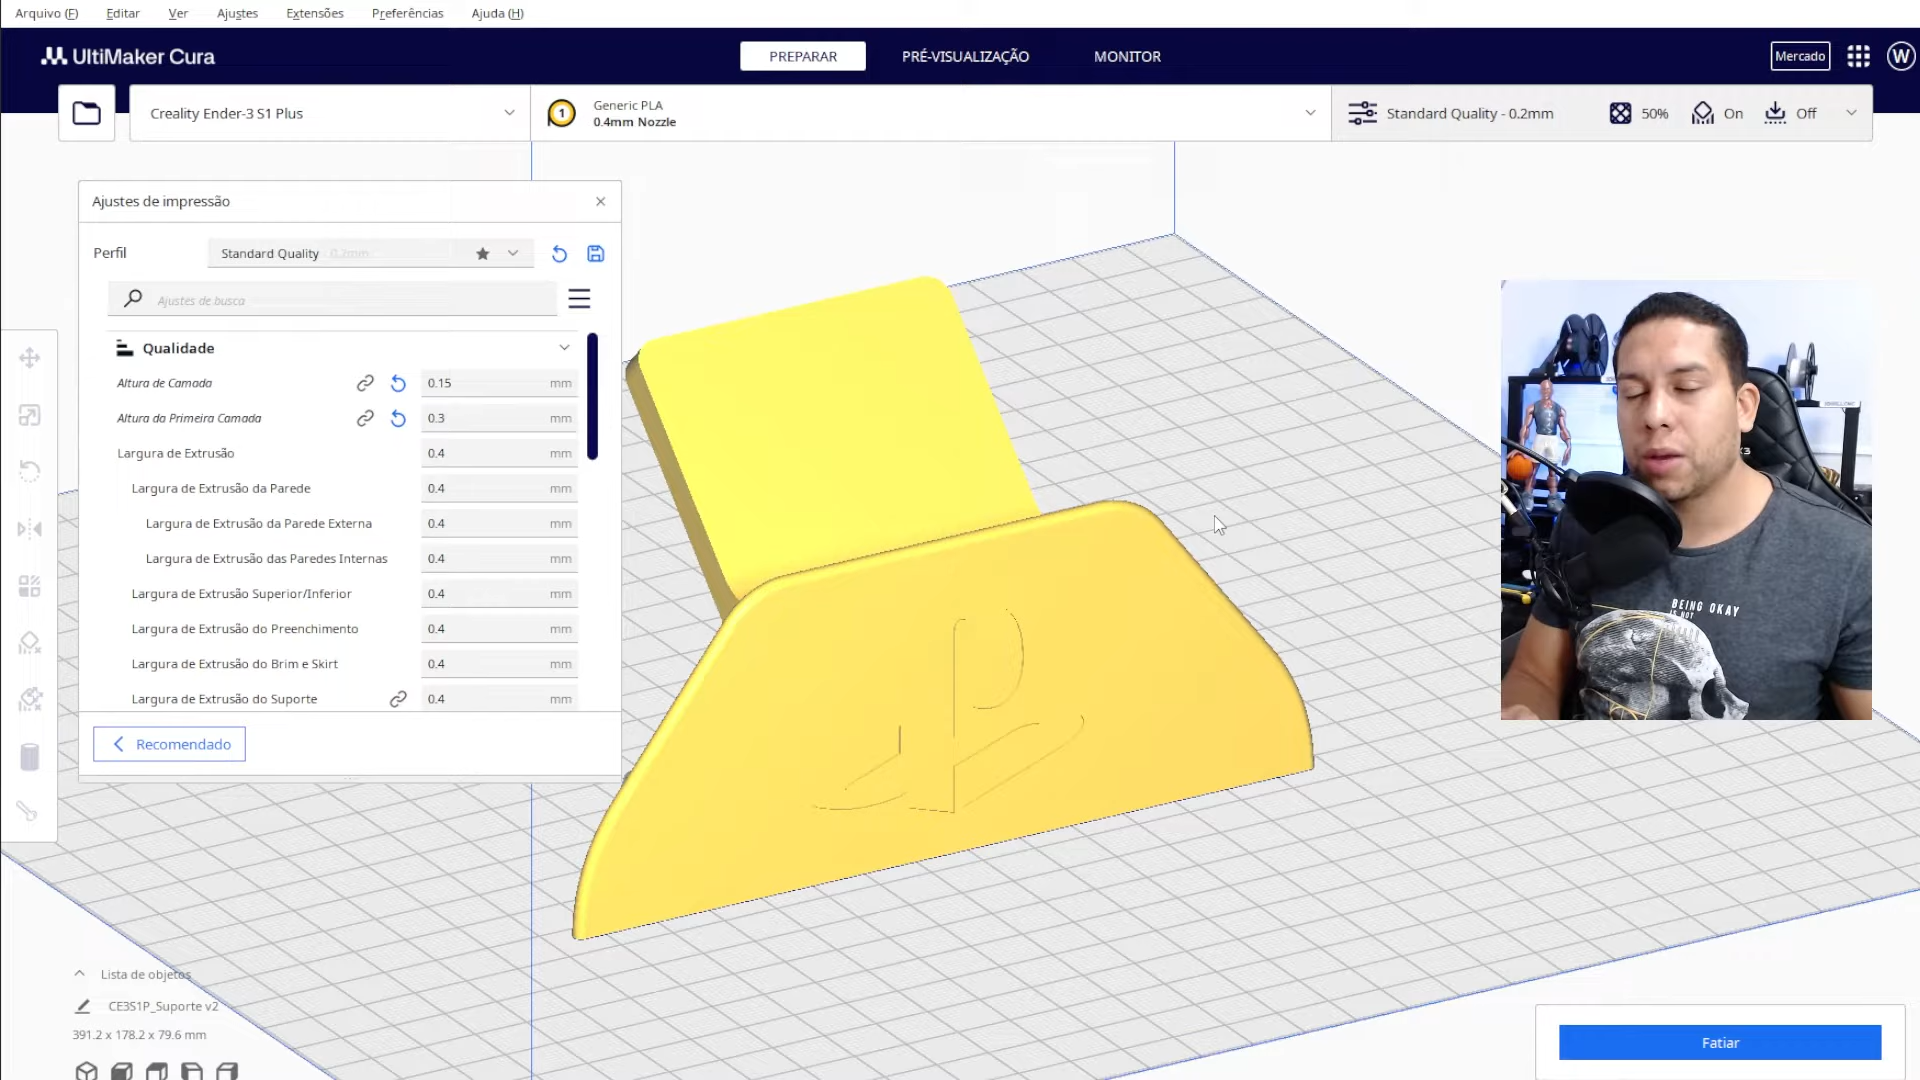 Arquivo (F) Editar Ver Ajustes Extensões Preferências Ajuda (H)
UltiMaker Cura
PREPARAR PRÉ-VISUALIZAÇÃO MONITOR
Mercado W
Creality Ender-3 S1 Plus
1 Generic PLA
0.4mm Nozzle
Standard Quality - 0.2mm 50% On Off
Ajustes de impressão
Perfil Standard Quality - 0.2mm
Ajustes de busca
Qualidade
Altura de Camada 0.15 mm
Altura da Primeira Camada 0.3 mm
Largura de Extrusão 0.4 mm
Largura de Extrusão da Parede 0.4 mm
Largura de Extrusão da Parede Externa 0.4 mm
Largura de Extrusão das Paredes Internas 0.4 mm
Largura de Extrusão Superior/Inferior 0.4 mm
Largura de Extrusão do Preenchimento 0.4 mm
Largura de Extrusão do Brim e Skirt 0.4 mm
Largura de Extrusão do Suporte 0.4 mm
Recomendado
BEING OKAY
IS NOT
Lista de objetos
CE3S1P_Suporte v2
391.2 x 178.2 x 79.6 mm
Fatiar